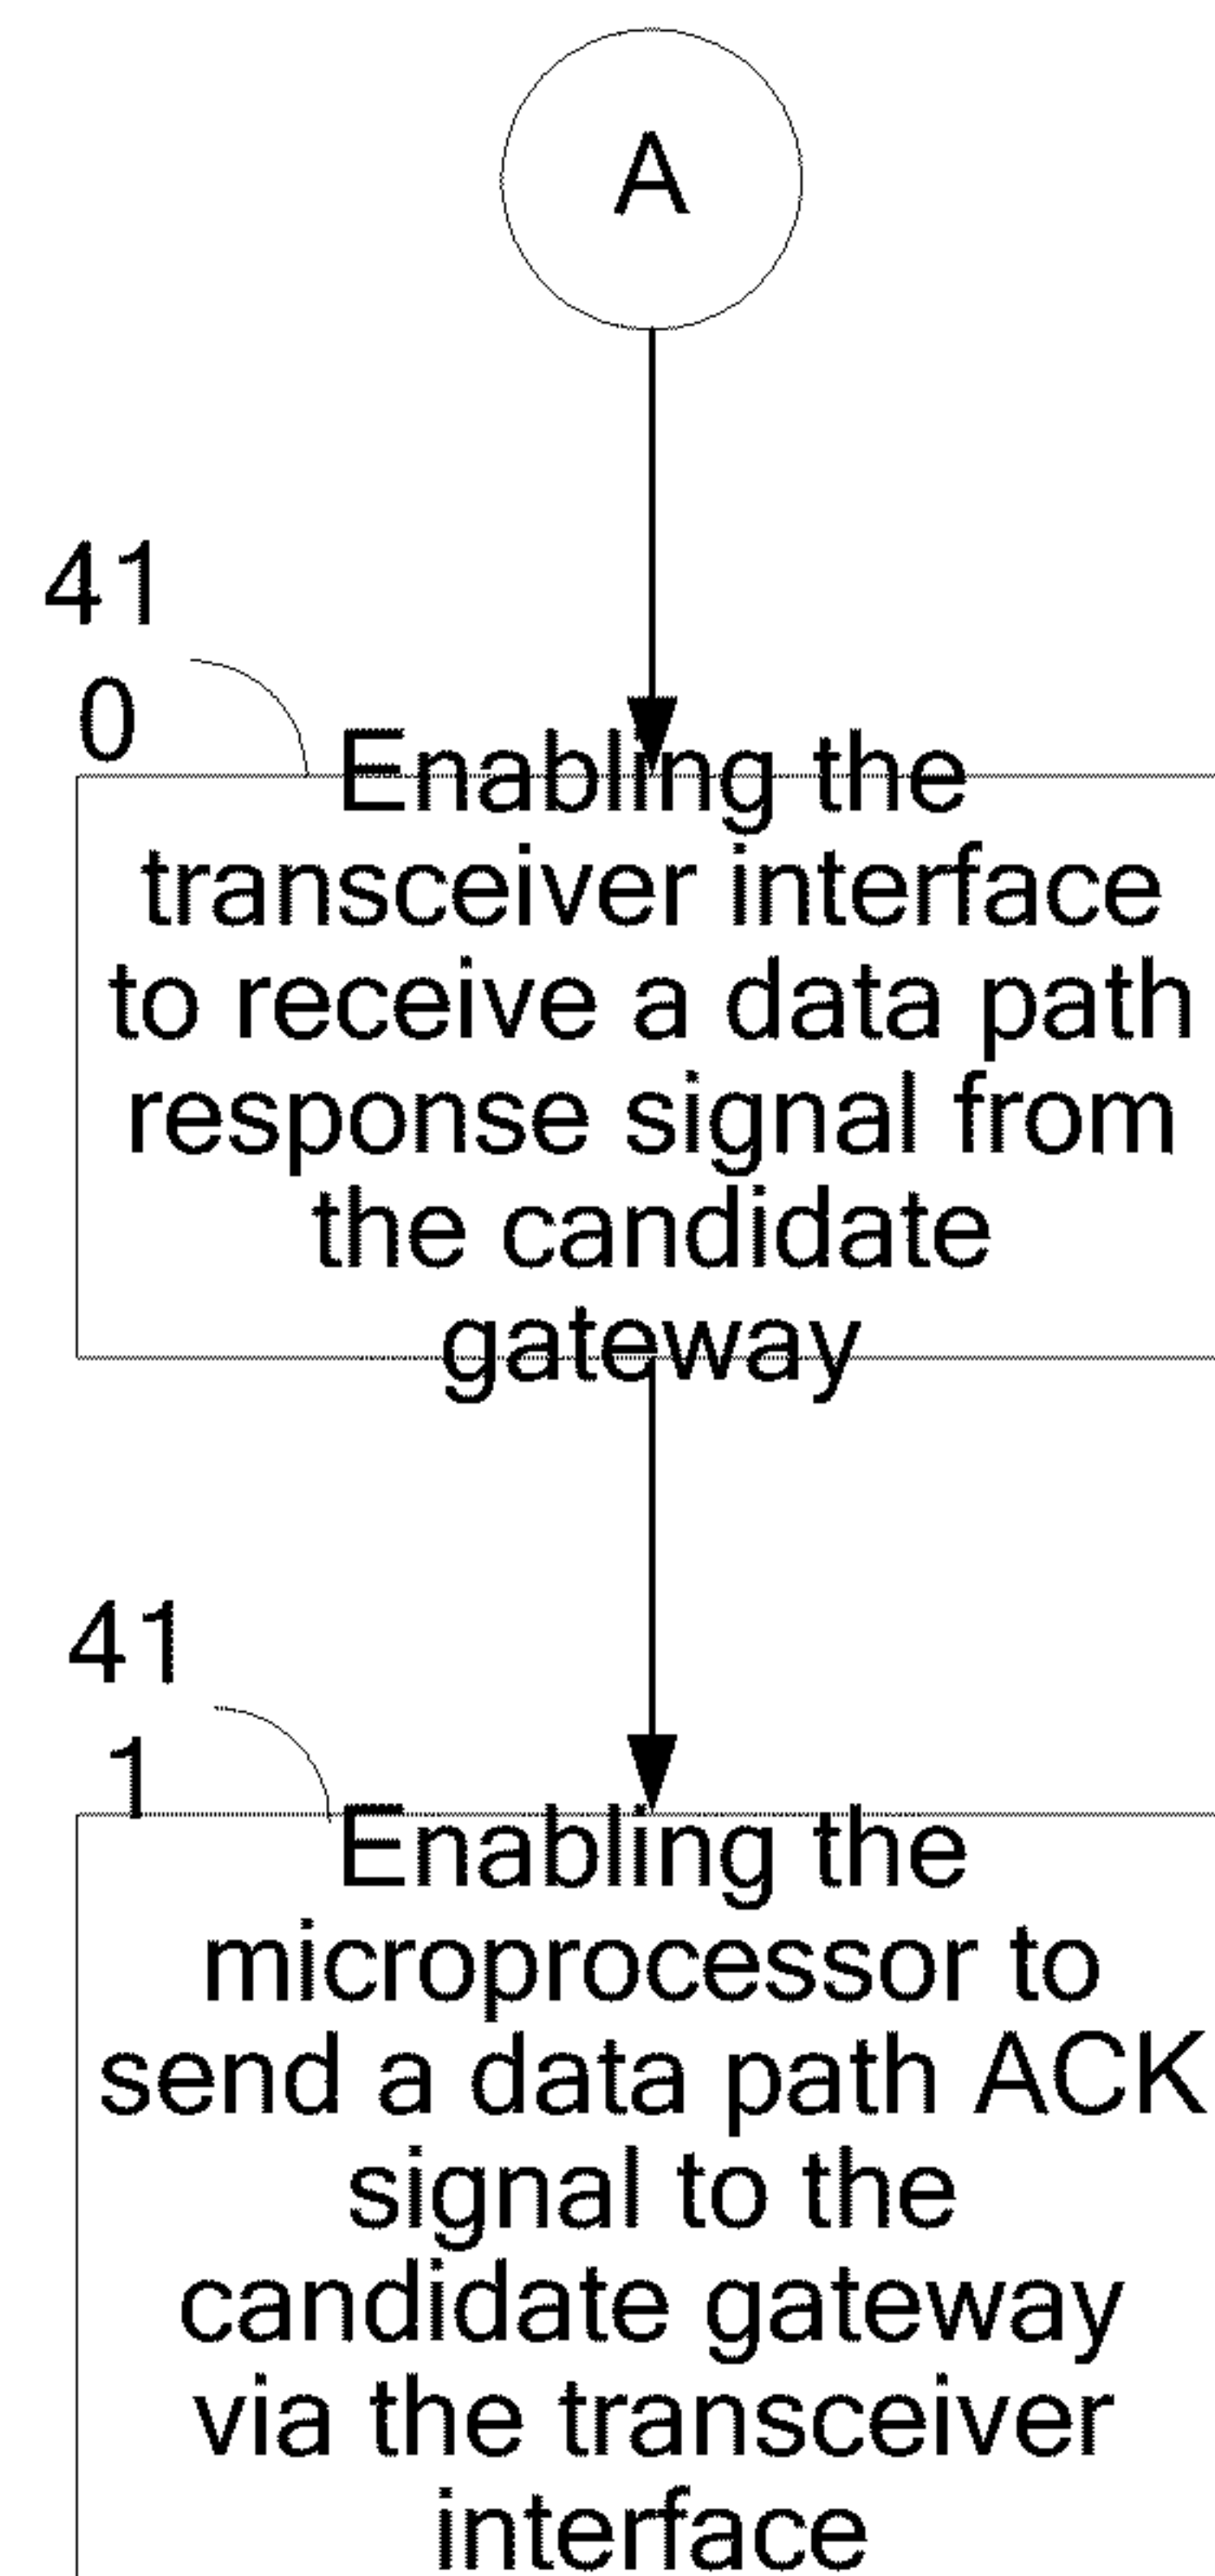 A
41
0
Enabling the
transceiver interface
to receive a data path
response signal from
the candidate
gateway
41
1
Enabling the
microprocessor to
send a data path ACK
signal to the
candidate gateway
via the transceiver
interface